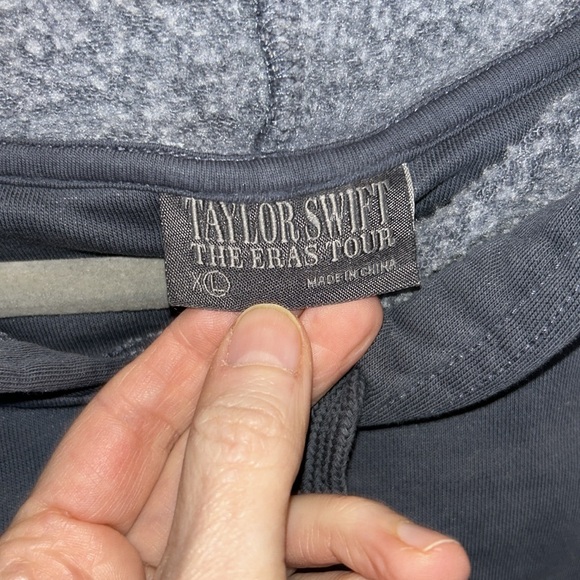 TAYLOR SWIFT
THE ERAS TOUR
XL MADE IN CHINA